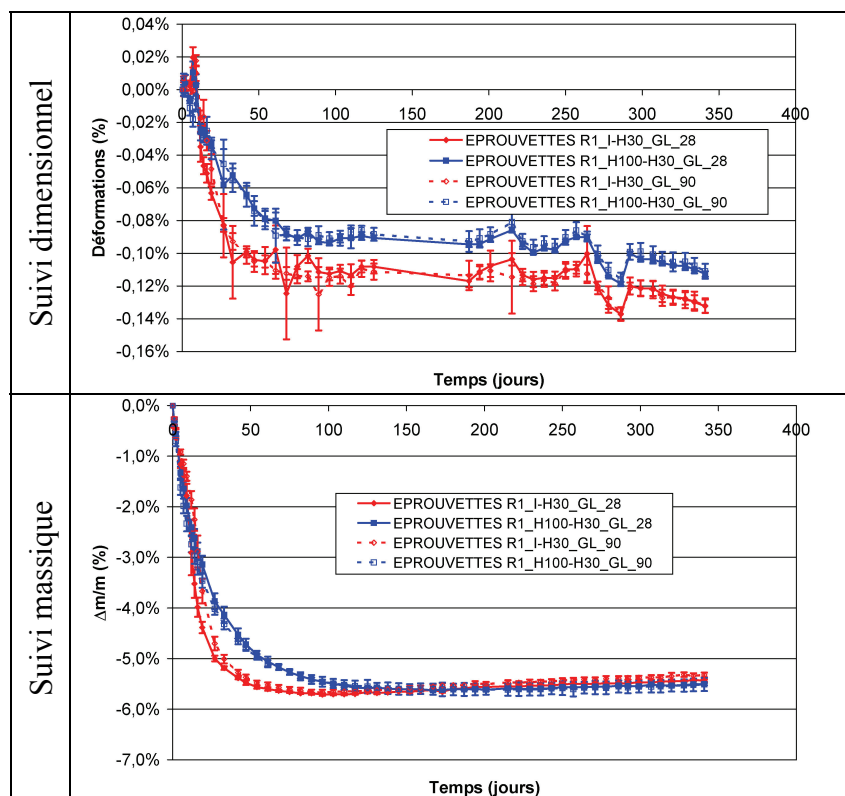 Suivi dimensionnel
0,04%
0,02%
0,00%
-0,02%
-0,04%
-0,06%
-0,08%
-0,10%
-0,12%
-0,14%
-0,16%
Déformations (%)
0 50 100 150 200 250 300 350 400
EPROUVETTES R1_I-H30_GL_28
EPROUVETTES R1_H100-H30_GL_28
EPROUVETTES R1_I-H30_GL_90
EPROUVETTES R1_H100-H30_GL_90
Temps (jours)
Suivi massique
0,0%
-1,0%
-2,0%
-3,0%
-4,0%
-5,0%
-6,0%
-7,0%
Δm/m (%)
0 50 100 150 200 250 300 350 400
EPROUVETTES R1_I-H30_GL_28
EPROUVETTES R1_H100-H30_GL_28
EPROUVETTES R1_I-H30_GL_90
EPROUVETTES R1_H100-H30_GL_90
Temps (jours)